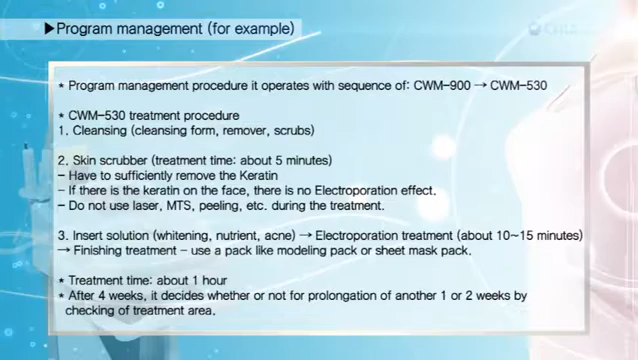 ▶Program management (for example)
* Program management procedure it operates with sequence of: CWM-900 → CWM-530
* CWM-530 treatment procedure
1. Cleansing (cleansing form, remover, scrubs)
2. Skin scrubber (treatment time: about 5 minutes)
- Have to sufficiently remove the Keratin
- If there is the keratin on the face, there is no Electroporation effect.
- Do not use laser, MTS, peeling, etc. during the treatment.
3. Insert solution (whitening, nutrient, acne) → Electroporation treatment (about 10~15 minutes)
→ Finishing treatment - use a pack like modeling pack or sheet mask pack.
* Treatment time: about 1 hour
* After 4 weeks, it decides whether or not for prolongation of another 1 or 2 weeks by
checking of treatment area.